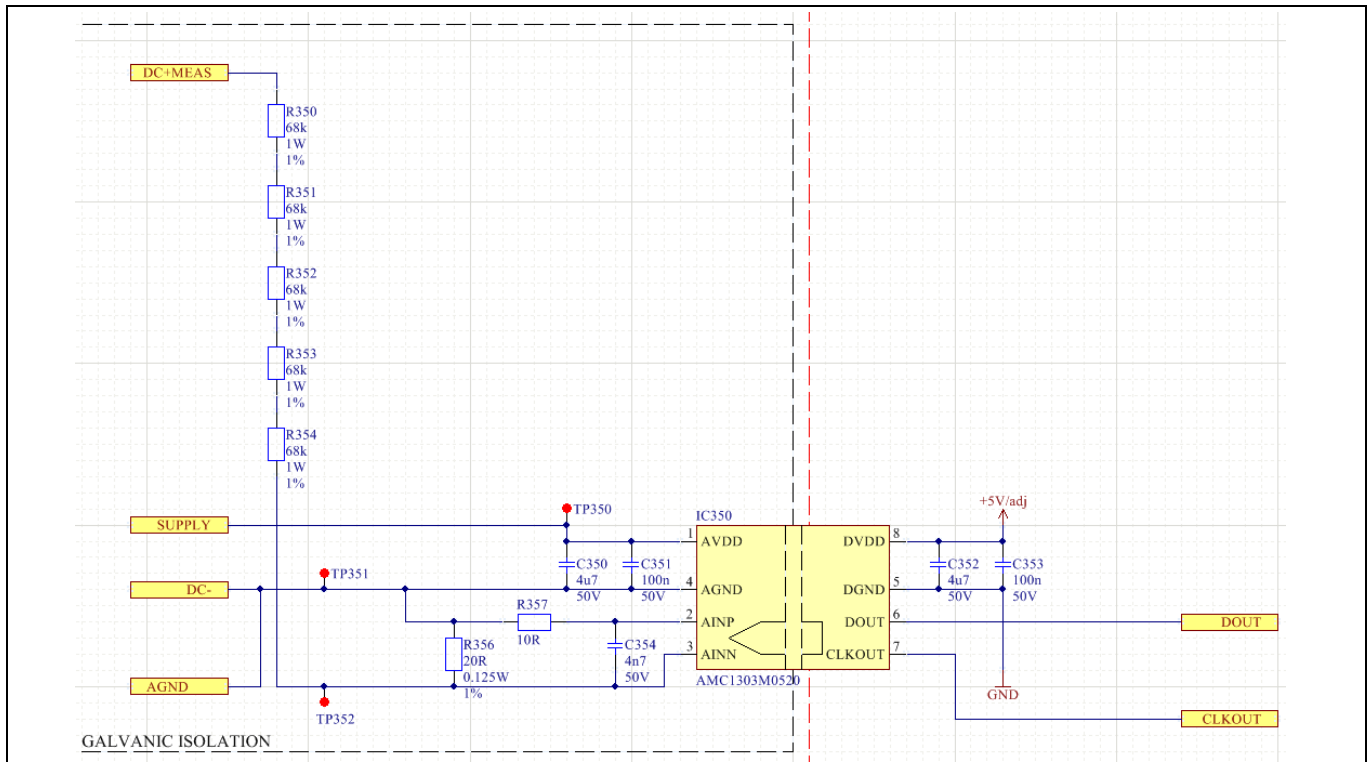 DC+MEAS
R350
68k
1W
1%
R351
68k
1W
1%
R352
68k
1W
1%
R353
68k
1W
1%
R354
68k
1W
1%
SUPPLY
TP350
IC350
+5V/adj
1 AVDD
DVDD 8
C350
4u7
50V
C351
100n
50V
C352
4u7
50V
C353
100n
50V
DC-
TP351
4 AGND
DGND 5
R357
10R
2 AINP
DOUT 6
DOUT
R356
20R
0.125W
1%
C354
4n7
50V
3 AINN
CLKOUT 7
AMC1303M0520
AGND
TP352
GND
CLKOUT
GALVANIC ISOLATION